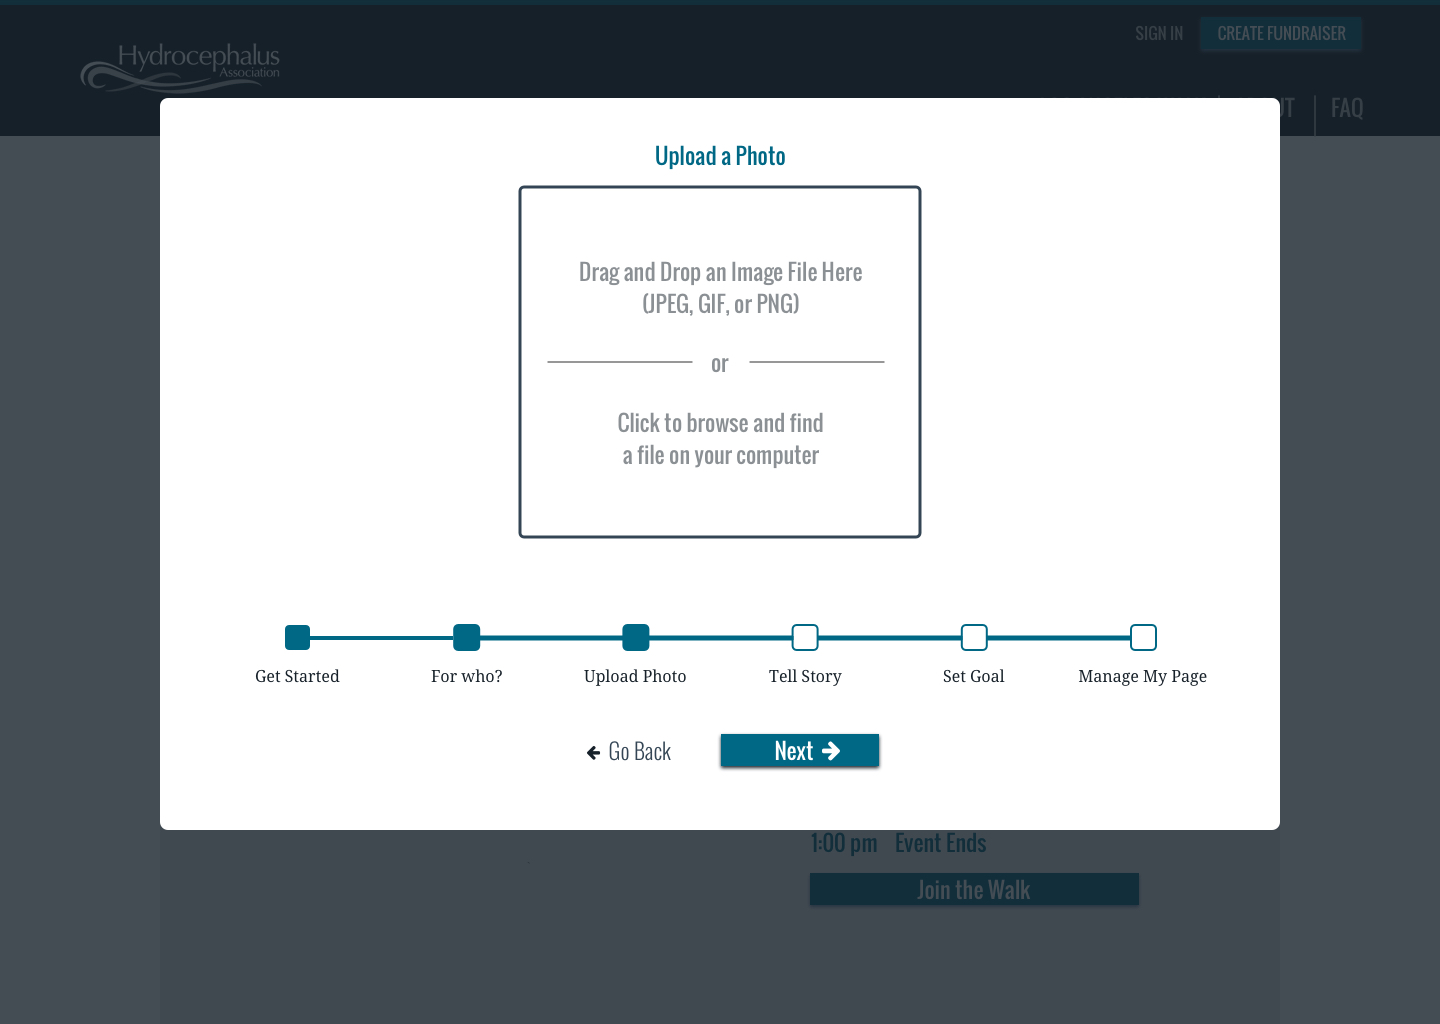 Hydrocephalus
Association
SIGN IN
CREATE FUNDRAISER
FAQ
Upload a Photo
Drag and Drop an Image File Here
(JPEG, GIF, or PNG)
or
Click to browse and find
a file on your computer
Get Started
For who?
Upload Photo
Tell Story
Set Goal
Manage My Page
Go Back
Next
1:00 pm Event Ends
Join the Walk